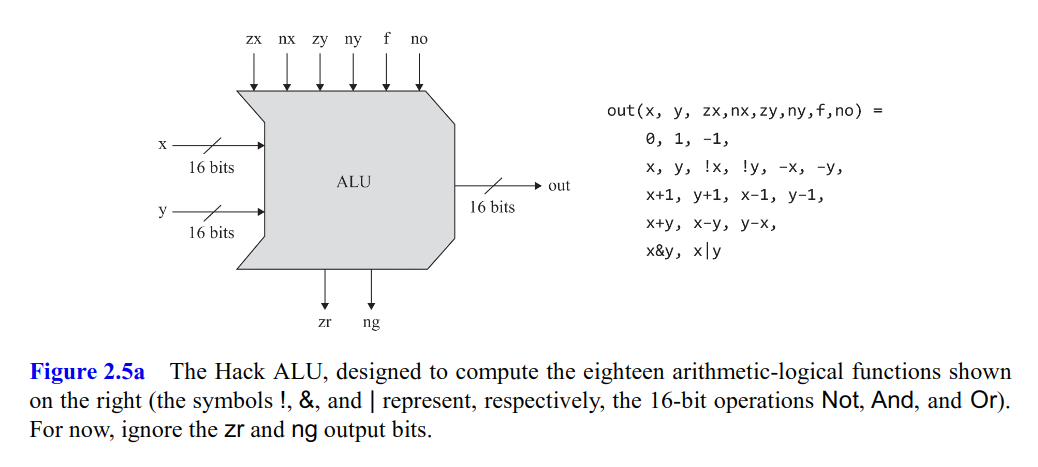 zx nx zy ny f no
x
16 bits
y
16 bits
ALU
out
16 bits
zr ng
out(x, y, zx,nx,zy,ny,f,no) =
0, 1, -1,
x, y, !x, !y, -x, -y,
x+1, y+1, x-1, y-1,
x+y, x-y, y-x,
x&y, x|y
Figure 2.5a The Hack ALU, designed to compute the eighteen arithmetic-logical functions shown
on the right (the symbols !, &, and | represent, respectively, the 16-bit operations Not, And, and Or).
For now, ignore the zr and ng output bits.